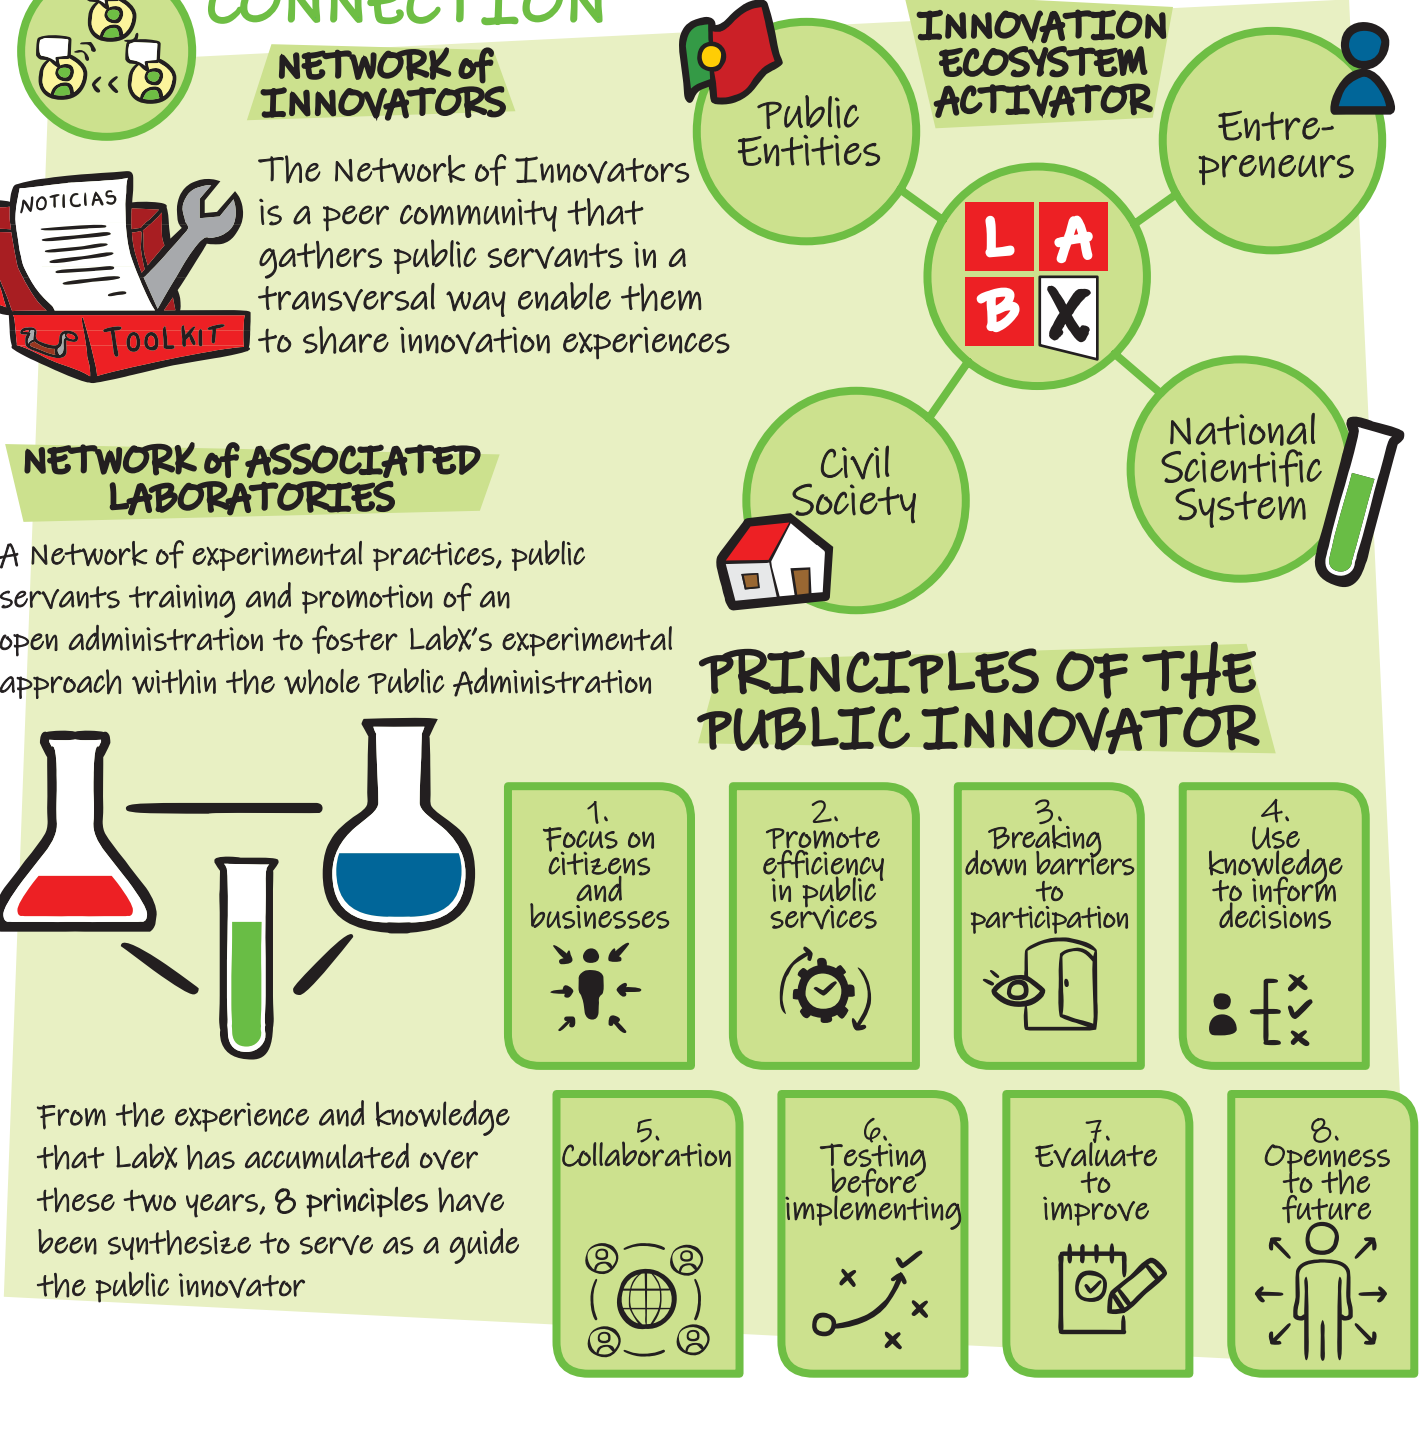 CONNECTION
NETWORK of
INNOVATORS
NOTICIAS
TOOLKIT
The Network of Innovators
is a peer community that
gathers public servants in a
transversal way enable them
to share innovation experiences
INNOVATION
ECOSYSTEM
ACTIVATOR
Public
Entities
Entre-
preneurs
L A
B X
Civil
Society
National
Scientific
System
NETWORK of ASSOCIATED
LABORATORIES
A Network of experimental practices, public
servants training and promotion of an
open administration to foster LabX's experimental
approach within the whole Public Administration
From the experience and knowledge
that LabX has accumulated over
these two years, 8 principles have
been synthesize to serve as a guide
the public innovator
PRINCIPLES OF THE
PUBLIC INNOVATOR
1.
Focus on
citizens
and
businesses
2.
Promote
efficiency
in public
services
3.
Breaking
down barriers
to
participation
4.
Use
knowledge
to inform
decisions
5.
Collaboration
6.
Testing
before
implementing
7.
Evaluate
to
improve
8.
Openness
to the
future